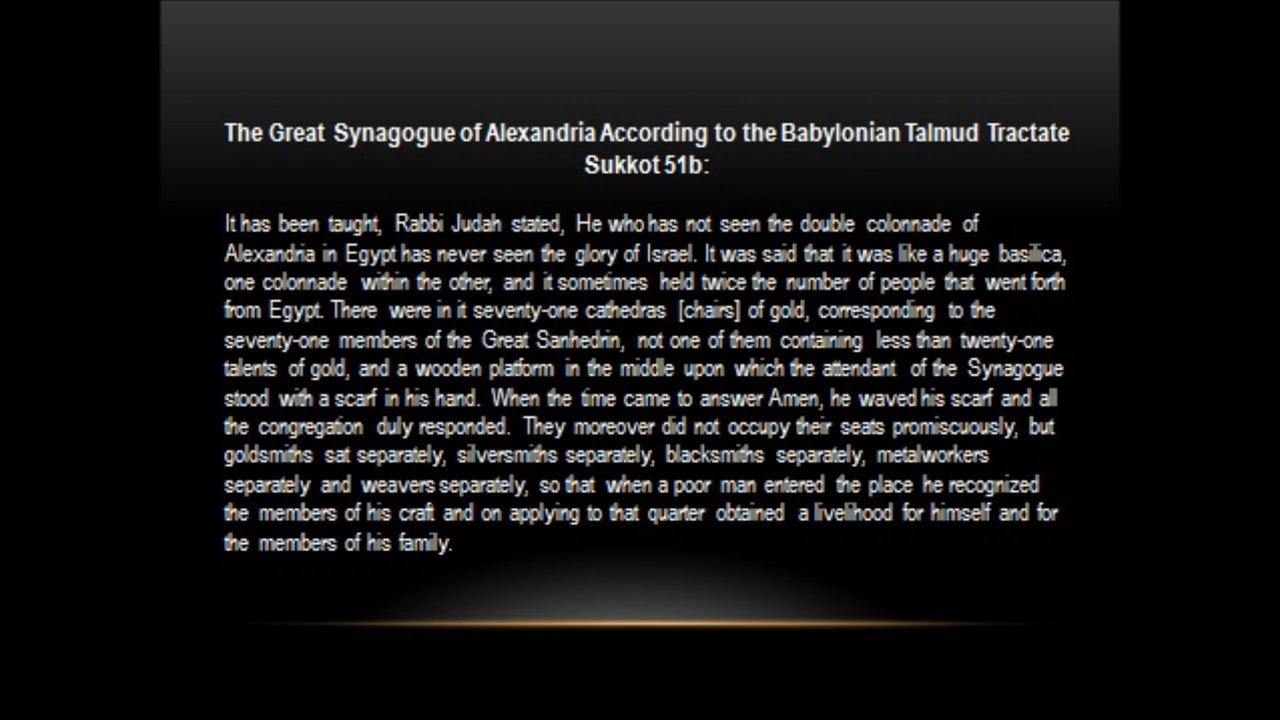 The Great Synagogue of Alexandria According to the Babylonian Talmud Tractate
Sukkot 51b:
It has been taught, Rabbi Judah stated, He who has not seen the double colonnade of
Alexandria in Egypt has never seen the glory of Israel. It was said that it was like a huge basilica,
one colonnade within the other, and it sometimes held twice the number of people that went forth
from Egypt. There were in it seventy-one cathedras [chairs] of gold, corresponding to the
seventy-one members of the Great Sanhedrin, not one of them containing less than twenty-one
talents of gold, and a wooden platform in the middle upon which the attendant of the Synagogue
stood with a scarf in his hand. When the time came to answer Amen, he waved his scarf and all
the congregation duly responded. They moreover did not occupy their seats promiscuously, but
goldsmiths sat separately, silversmiths separately, blacksmiths separately, metalworkers
separately and weavers separately, so that when a poor man entered the place he recognized
the members of his craft and on applying to that quarter obtained a livelihood for himself and for
the members of his family.